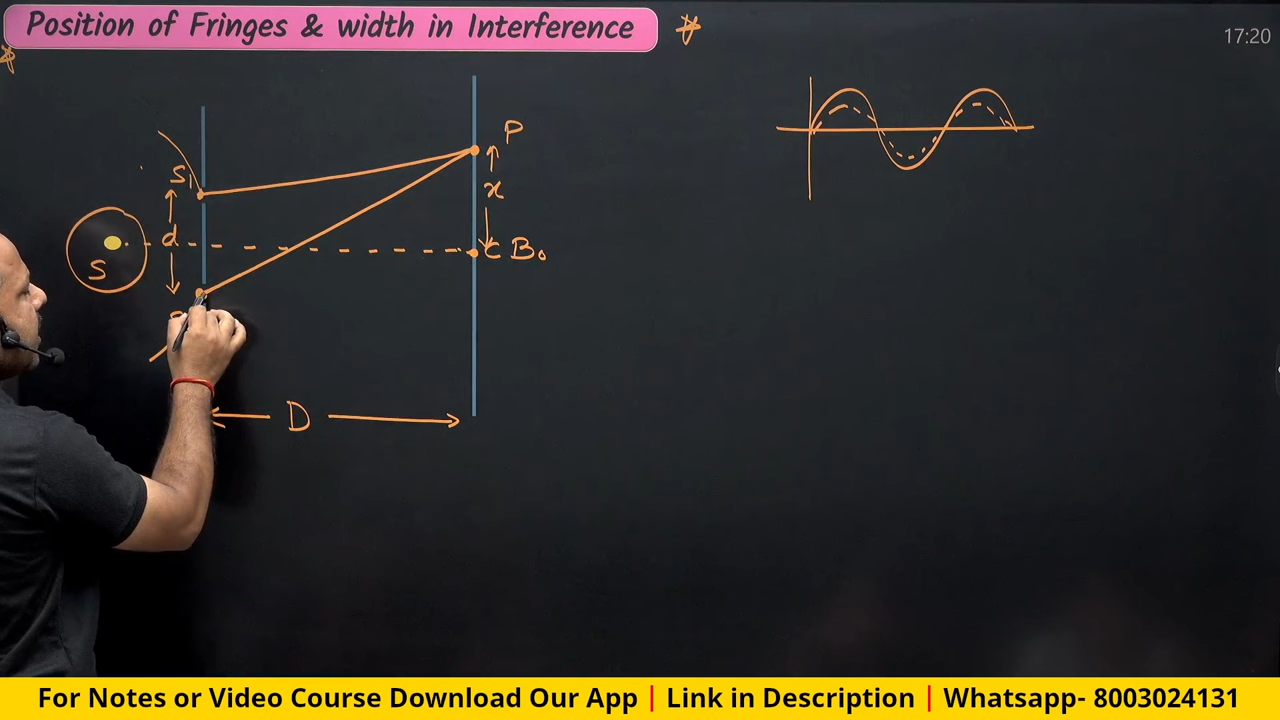 Position of Fringes & width in Interference
17:20
P
S1
x
d
C B0
S
D
For Notes or Video Course Download Our App | Link in Description | Whatsapp- 8003024131